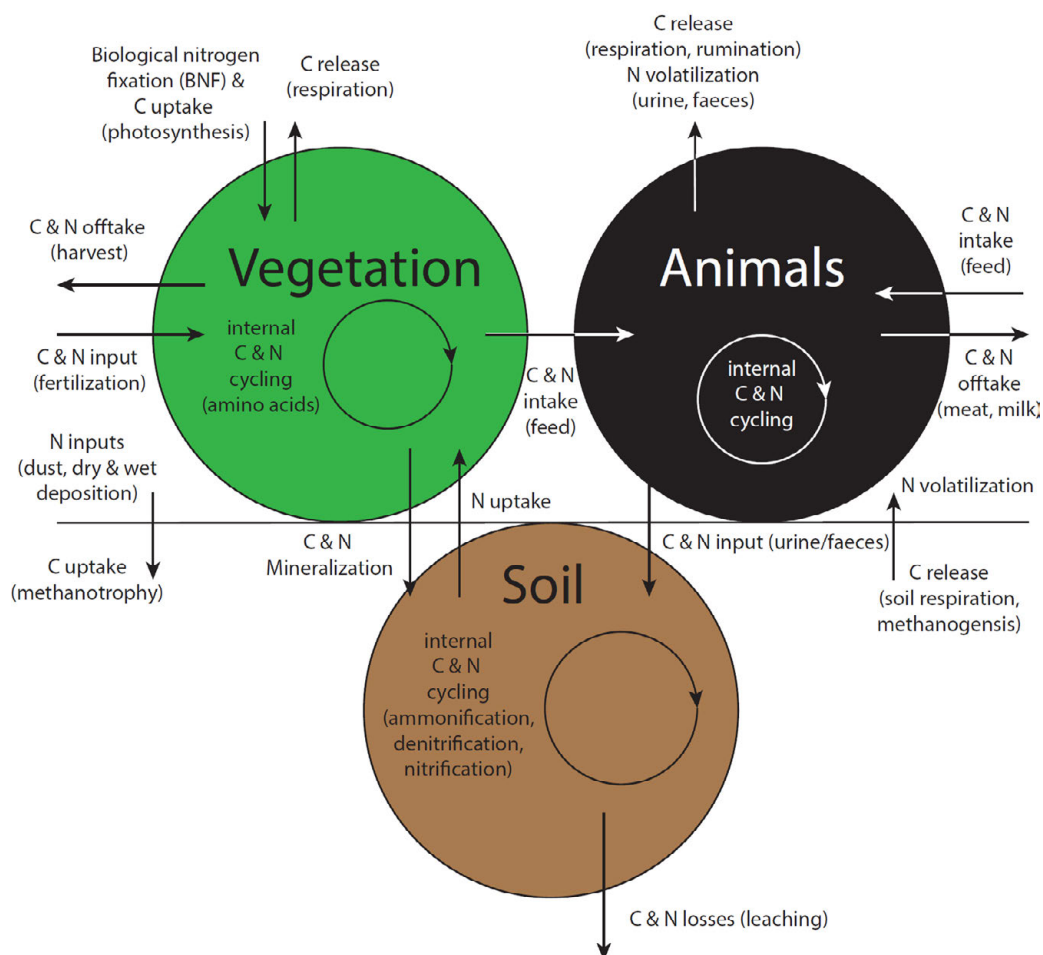 Biological nitrogen
fixation (BNF) &
C uptake
(photosynthesis)
C release
(respiration)
C release
(respiration, rumination)
N volatilization
(urine, faeces)
C & N offtake
(harvest)
Vegetation
Animals
C & N
intake
(feed)
internal
C & N
cycling
(amino acids)
C & N input
(fertilization)
C & N
intake
(feed)
internal
C & N
cycling
C & N
offtake
(meat, milk)
N inputs
(dust, dry & wet
deposition)
N uptake
N volatilization
C uptake
(methanotrophy)
C & N
Mineralization
C & N input (urine/faeces)
C release
(soil respiration,
methanogensis)
Soil
internal
C & N
cycling
(ammonification,
denitrification,
nitrification)
C & N losses (leaching)